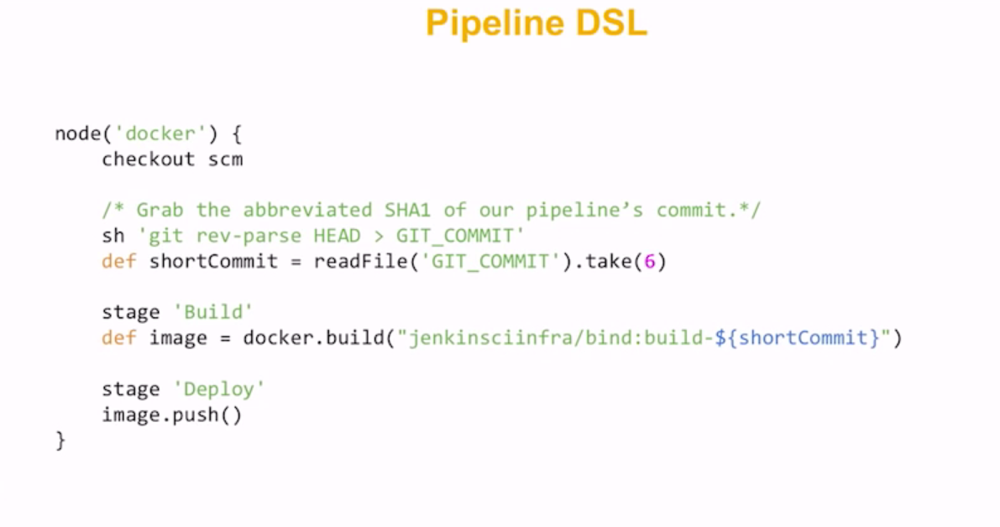 Pipeline DSL
node('docker') {
    checkout scm
    /* Grab the abbreviated SHA1 of our pipeline’s commit.*/
    sh 'git rev-parse HEAD > GIT_COMMIT'
    def shortCommit = readFile('GIT_COMMIT').take(6)
    stage 'Build'
    def image = docker.build("jenkinsciinfra/bind:build-${shortCommit}")
    stage 'Deploy'
    image.push()
}